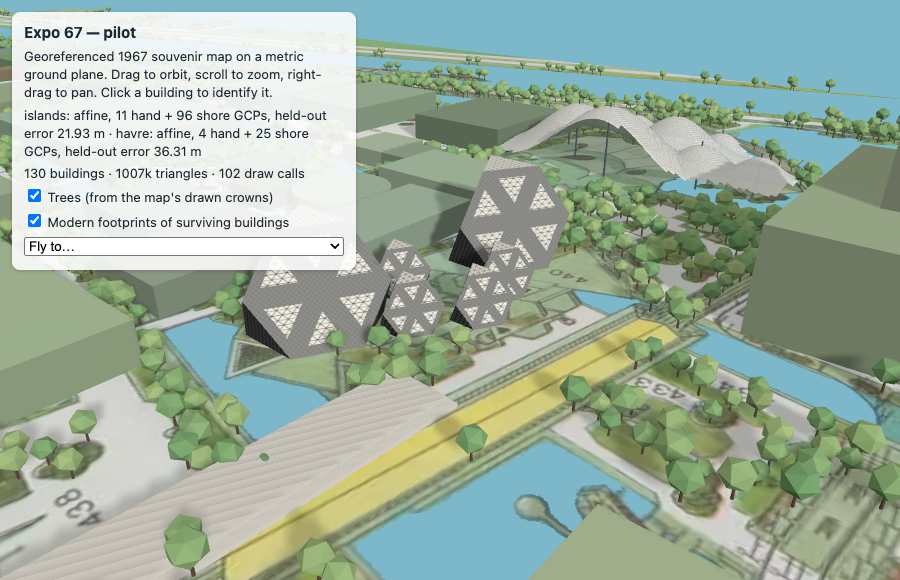 Expo 67 — pilot
Georeferenced 1967 souvenir map on a metric
ground plane. Drag to orbit, scroll to zoom, right-
drag to pan. Click a building to identify it.
islands: affine, 11 hand + 96 shore GCPs, held-out
error 21.93 m · havre: affine, 4 hand + 25 shore
GCPs, held-out error 36.31 m
130 buildings · 1007k triangles · 102 draw calls
Trees (from the map's drawn crowns)
Modern footprints of surviving buildings
Fly to…
440
433
438